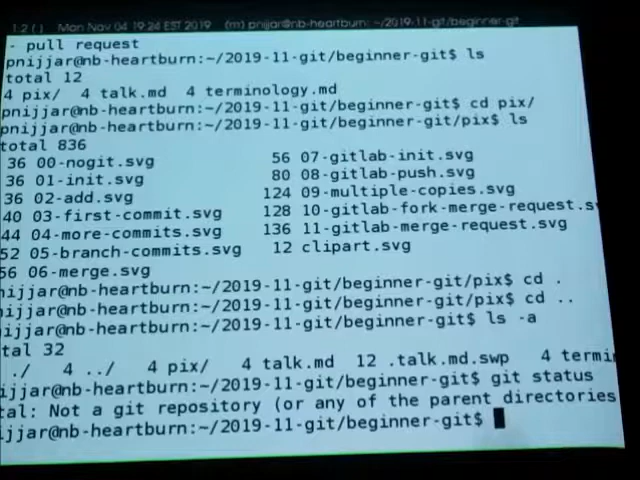 1:2 () Mon Nov 04 19:24 EST 2019 (m) pnijjar@nb-heartburn: ~/2019-11-git/beginner-git
- pull request
pnijjar@nb-heartburn:~/2019-11-git/beginner-git$ ls
total 12
4 pix/ 4 talk.md 4 terminology.md
pnijjar@nb-heartburn:~/2019-11-git/beginner-git$ cd pix/
pnijjar@nb-heartburn:~/2019-11-git/beginner-git/pix$ ls
total 836
36 00-nogit.svg 56 07-gitlab-init.svg
36 01-init.svg 80 08-gitlab-push.svg
36 02-add.svg 124 09-multiple-copies.svg
40 03-first-commit.svg 128 10-gitlab-fork-merge-request.s
44 04-more-commits.svg 136 11-gitlab-merge-request.svg
52 05-branch-commits.svg 12 clipart.svg
56 06-merge.svg
nijjar@nb-heartburn:~/2019-11-git/beginner-git/pix$ cd .
nijjar@nb-heartburn:~/2019-11-git/beginner-git/pix$ cd ..
nijjar@nb-heartburn:~/2019-11-git/beginner-git$ ls -a
tal 32
./ 4 ../ 4 pix/ 4 talk.md 12 .talk.md.swp 4 termi
ijjar@nb-heartburn:~/2019-11-git/beginner-git$ git status
tal: Not a git repository (or any of the parent directories
ijjar@nb-heartburn:~/2019-11-git/beginner-git$